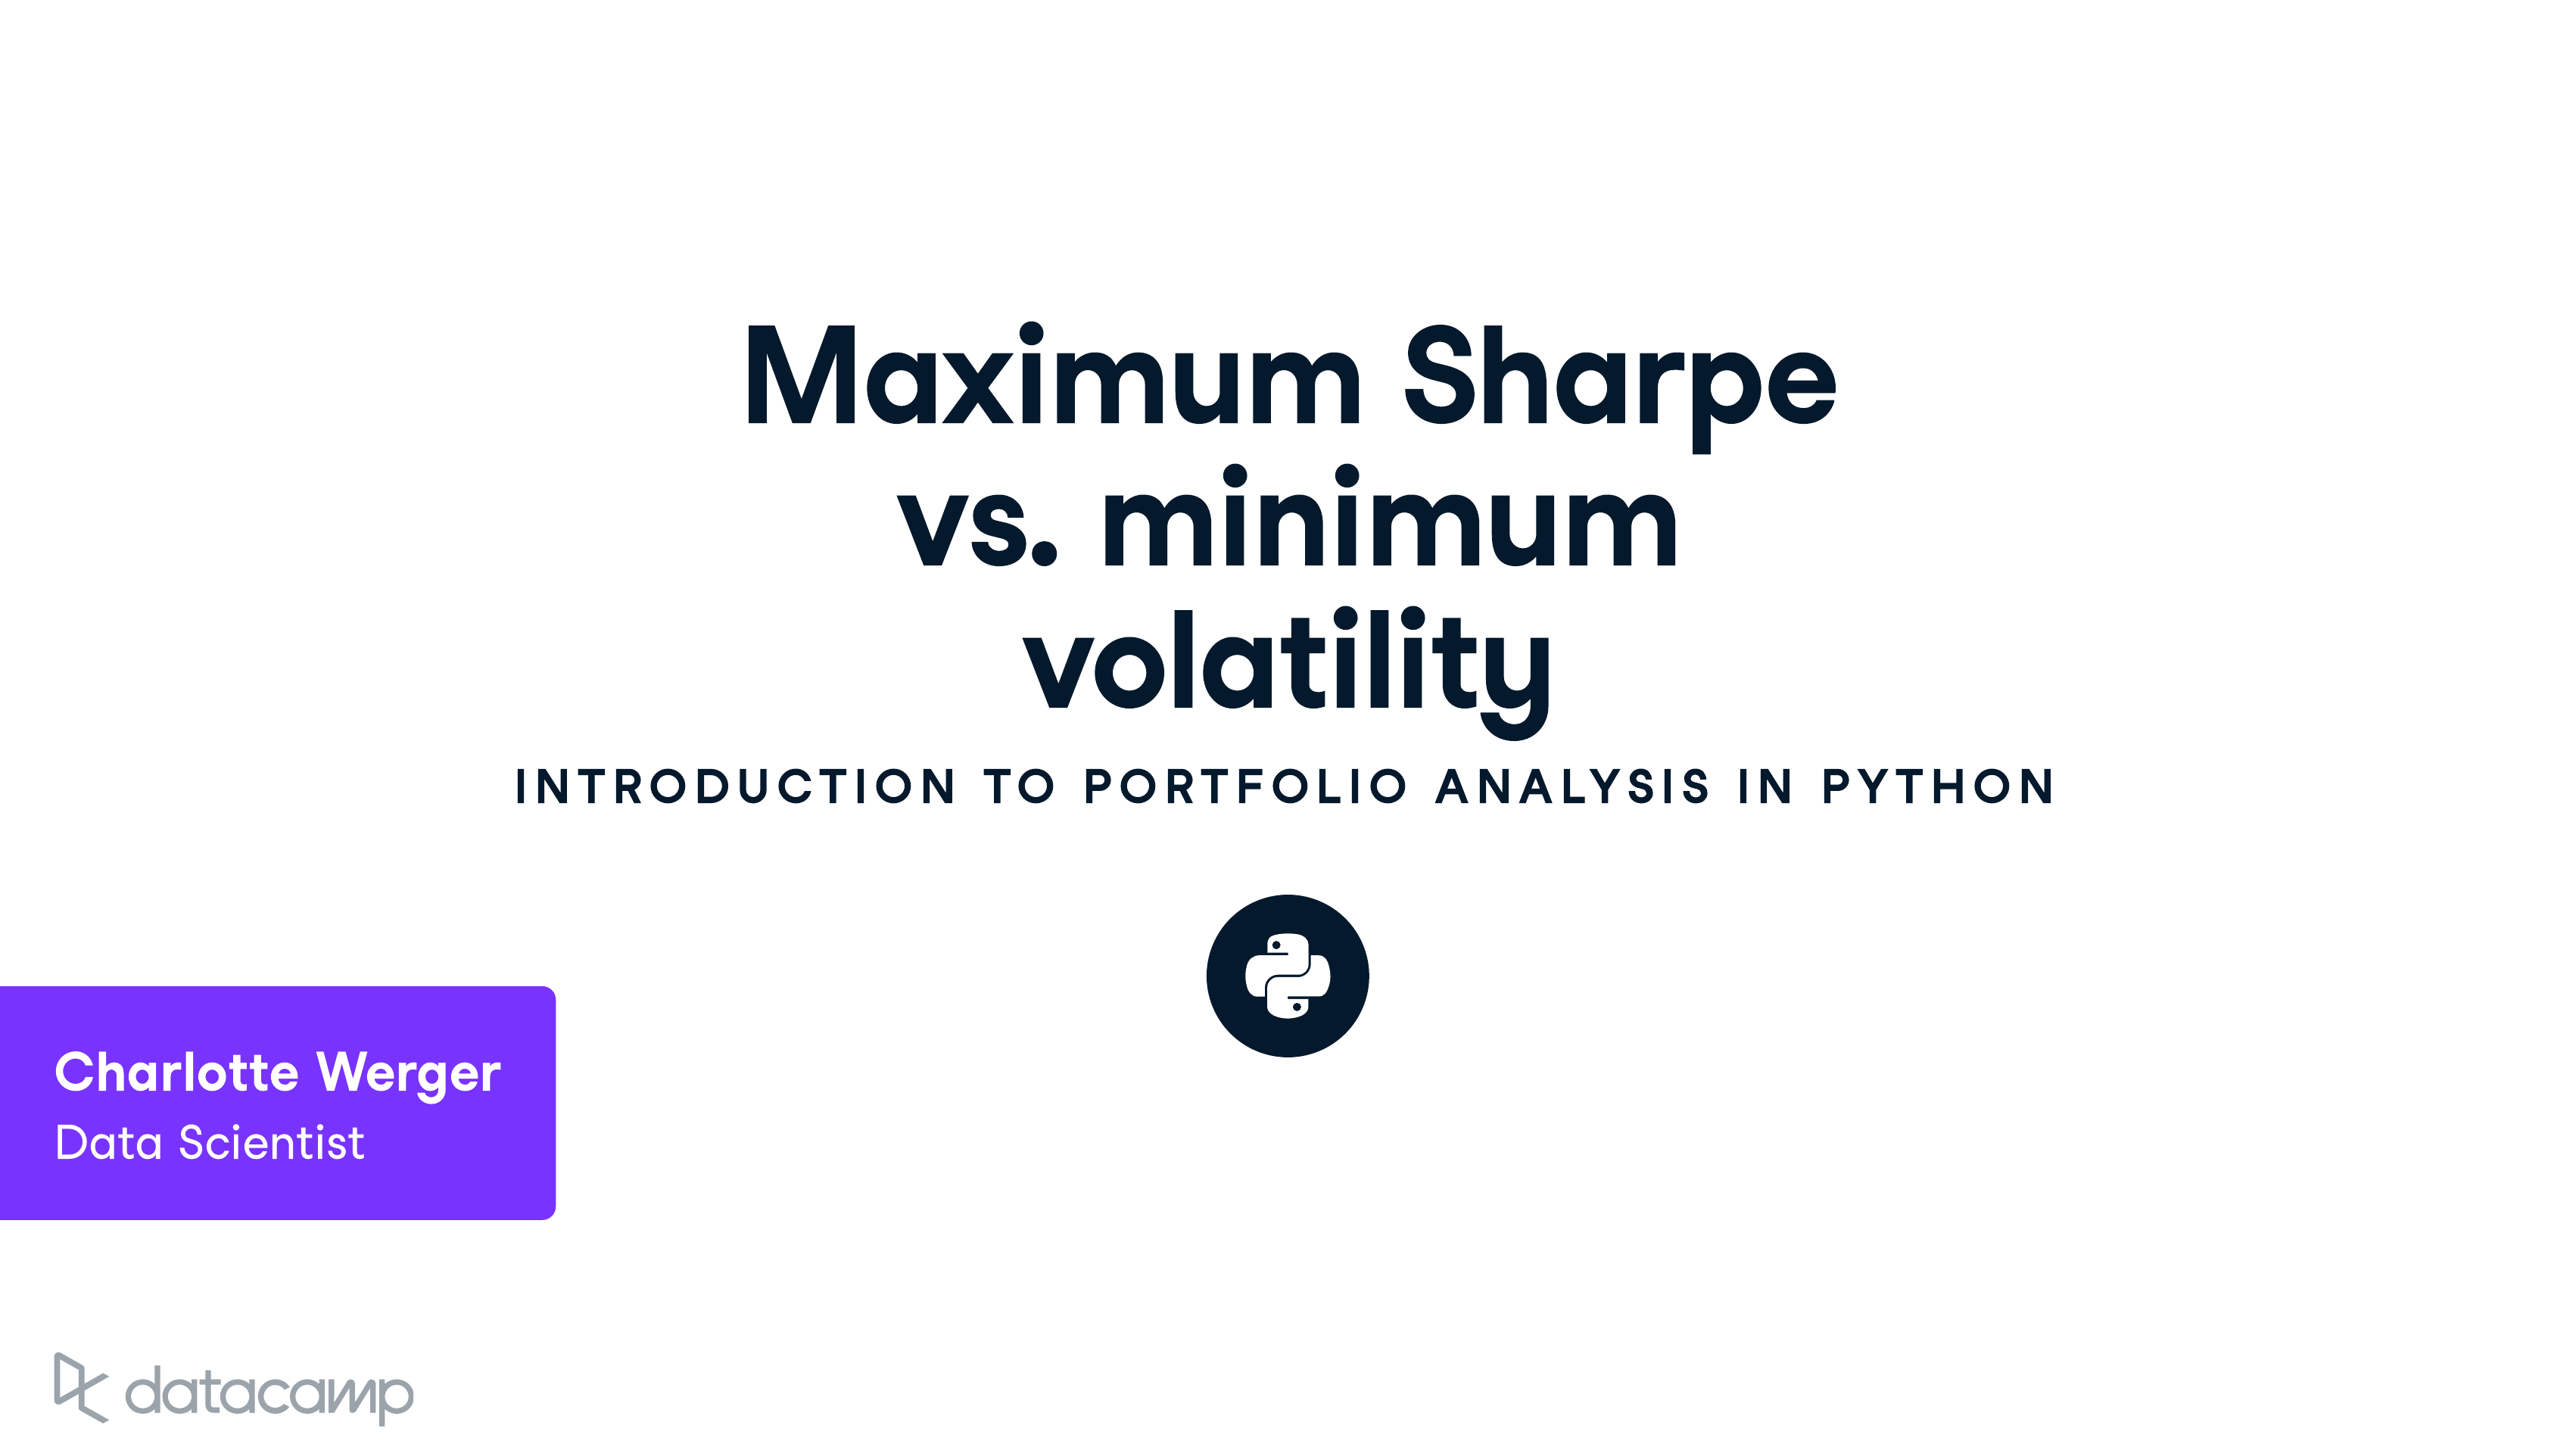 Maximum Sharpe
vs. minimum
volatility
INTRODUCTION TO PORTFOLIO ANALYSIS IN PYTHON
Charlotte Werger
Data Scientist
datacamp